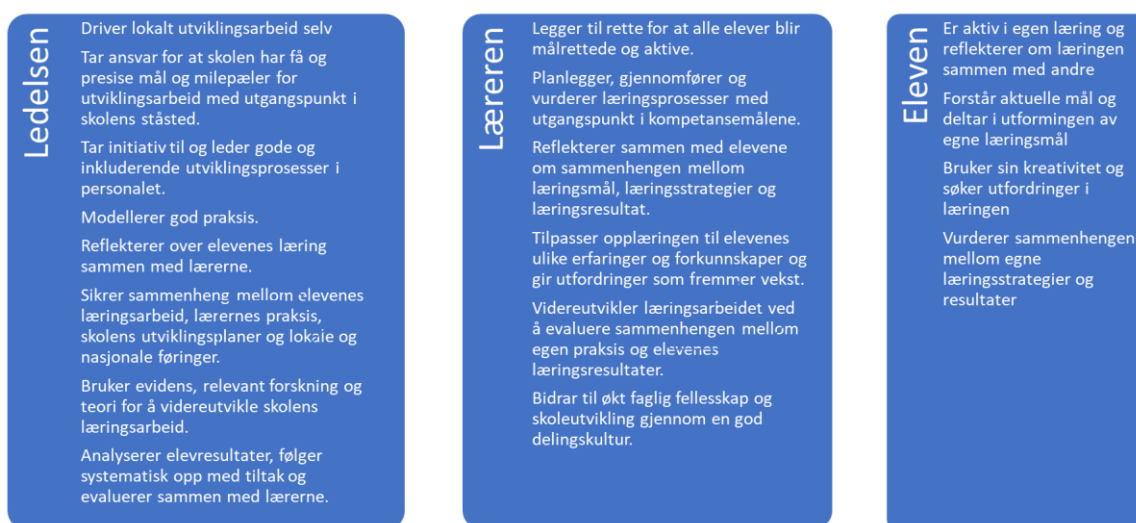 Ledelsen
Driver lokalt utviklingsarbeid selv
Tar ansvar for at skolen har få og
presise mål og milepæler for
utviklingsarbeid med utgangspunkt i
skolens ståsted.
Tar initiativ til og leder gode og
inkluderende utviklingsprosesser i
personalet.
Modellerer god praksis.
Reflekterer over elevenes læring
sammen med lærerne.
Sikrer sammenheng mellom elevenes
læringsarbeid, lærernes praksis,
skolens utviklingsplaner og lokale og
nasjonale føringer.
Bruker evidens, relevant forskning og
teori for å videreutvikle skolens
læringsarbeid.
Analyserer elevresultater, følger
systematisk opp med tiltak og
evaluerer sammen med lærerne.
Læreren
Legger til rette for at alle elever blir
målrettede og aktive.
Planlegger, gjennomfører og
vurderer læringsprosesser med
utgangspunkt i kompetansemålene.
Reflekterer sammen med elevene
om sammenhengen mellom
læringsmål, læringsstrategier og
læringsresultat.
Tilpasser opplæringen til elevenes
ulike erfaringer og forkunnskaper og
gir utfordringer som fremmer vekst.
Videreutvikler læringsarbeidet ved
å evaluere sammenhengen mellom
egen praksis og elevenes
læringsresultater.
Bidrar til økt faglig fellesskap og
skoleutvikling gjennom en god
delingskultur.
Eleven
Er aktiv i egen læring og
reflekterer om læringen
sammen med andre
Forstår aktuelle mål og
deltar i utformingen av
egne læringsmål
Bruker sin kreativitet og
søker utfordringer i
læringen
Vurderer sammenhengen
mellom egne
læringsstrategier og
resultater